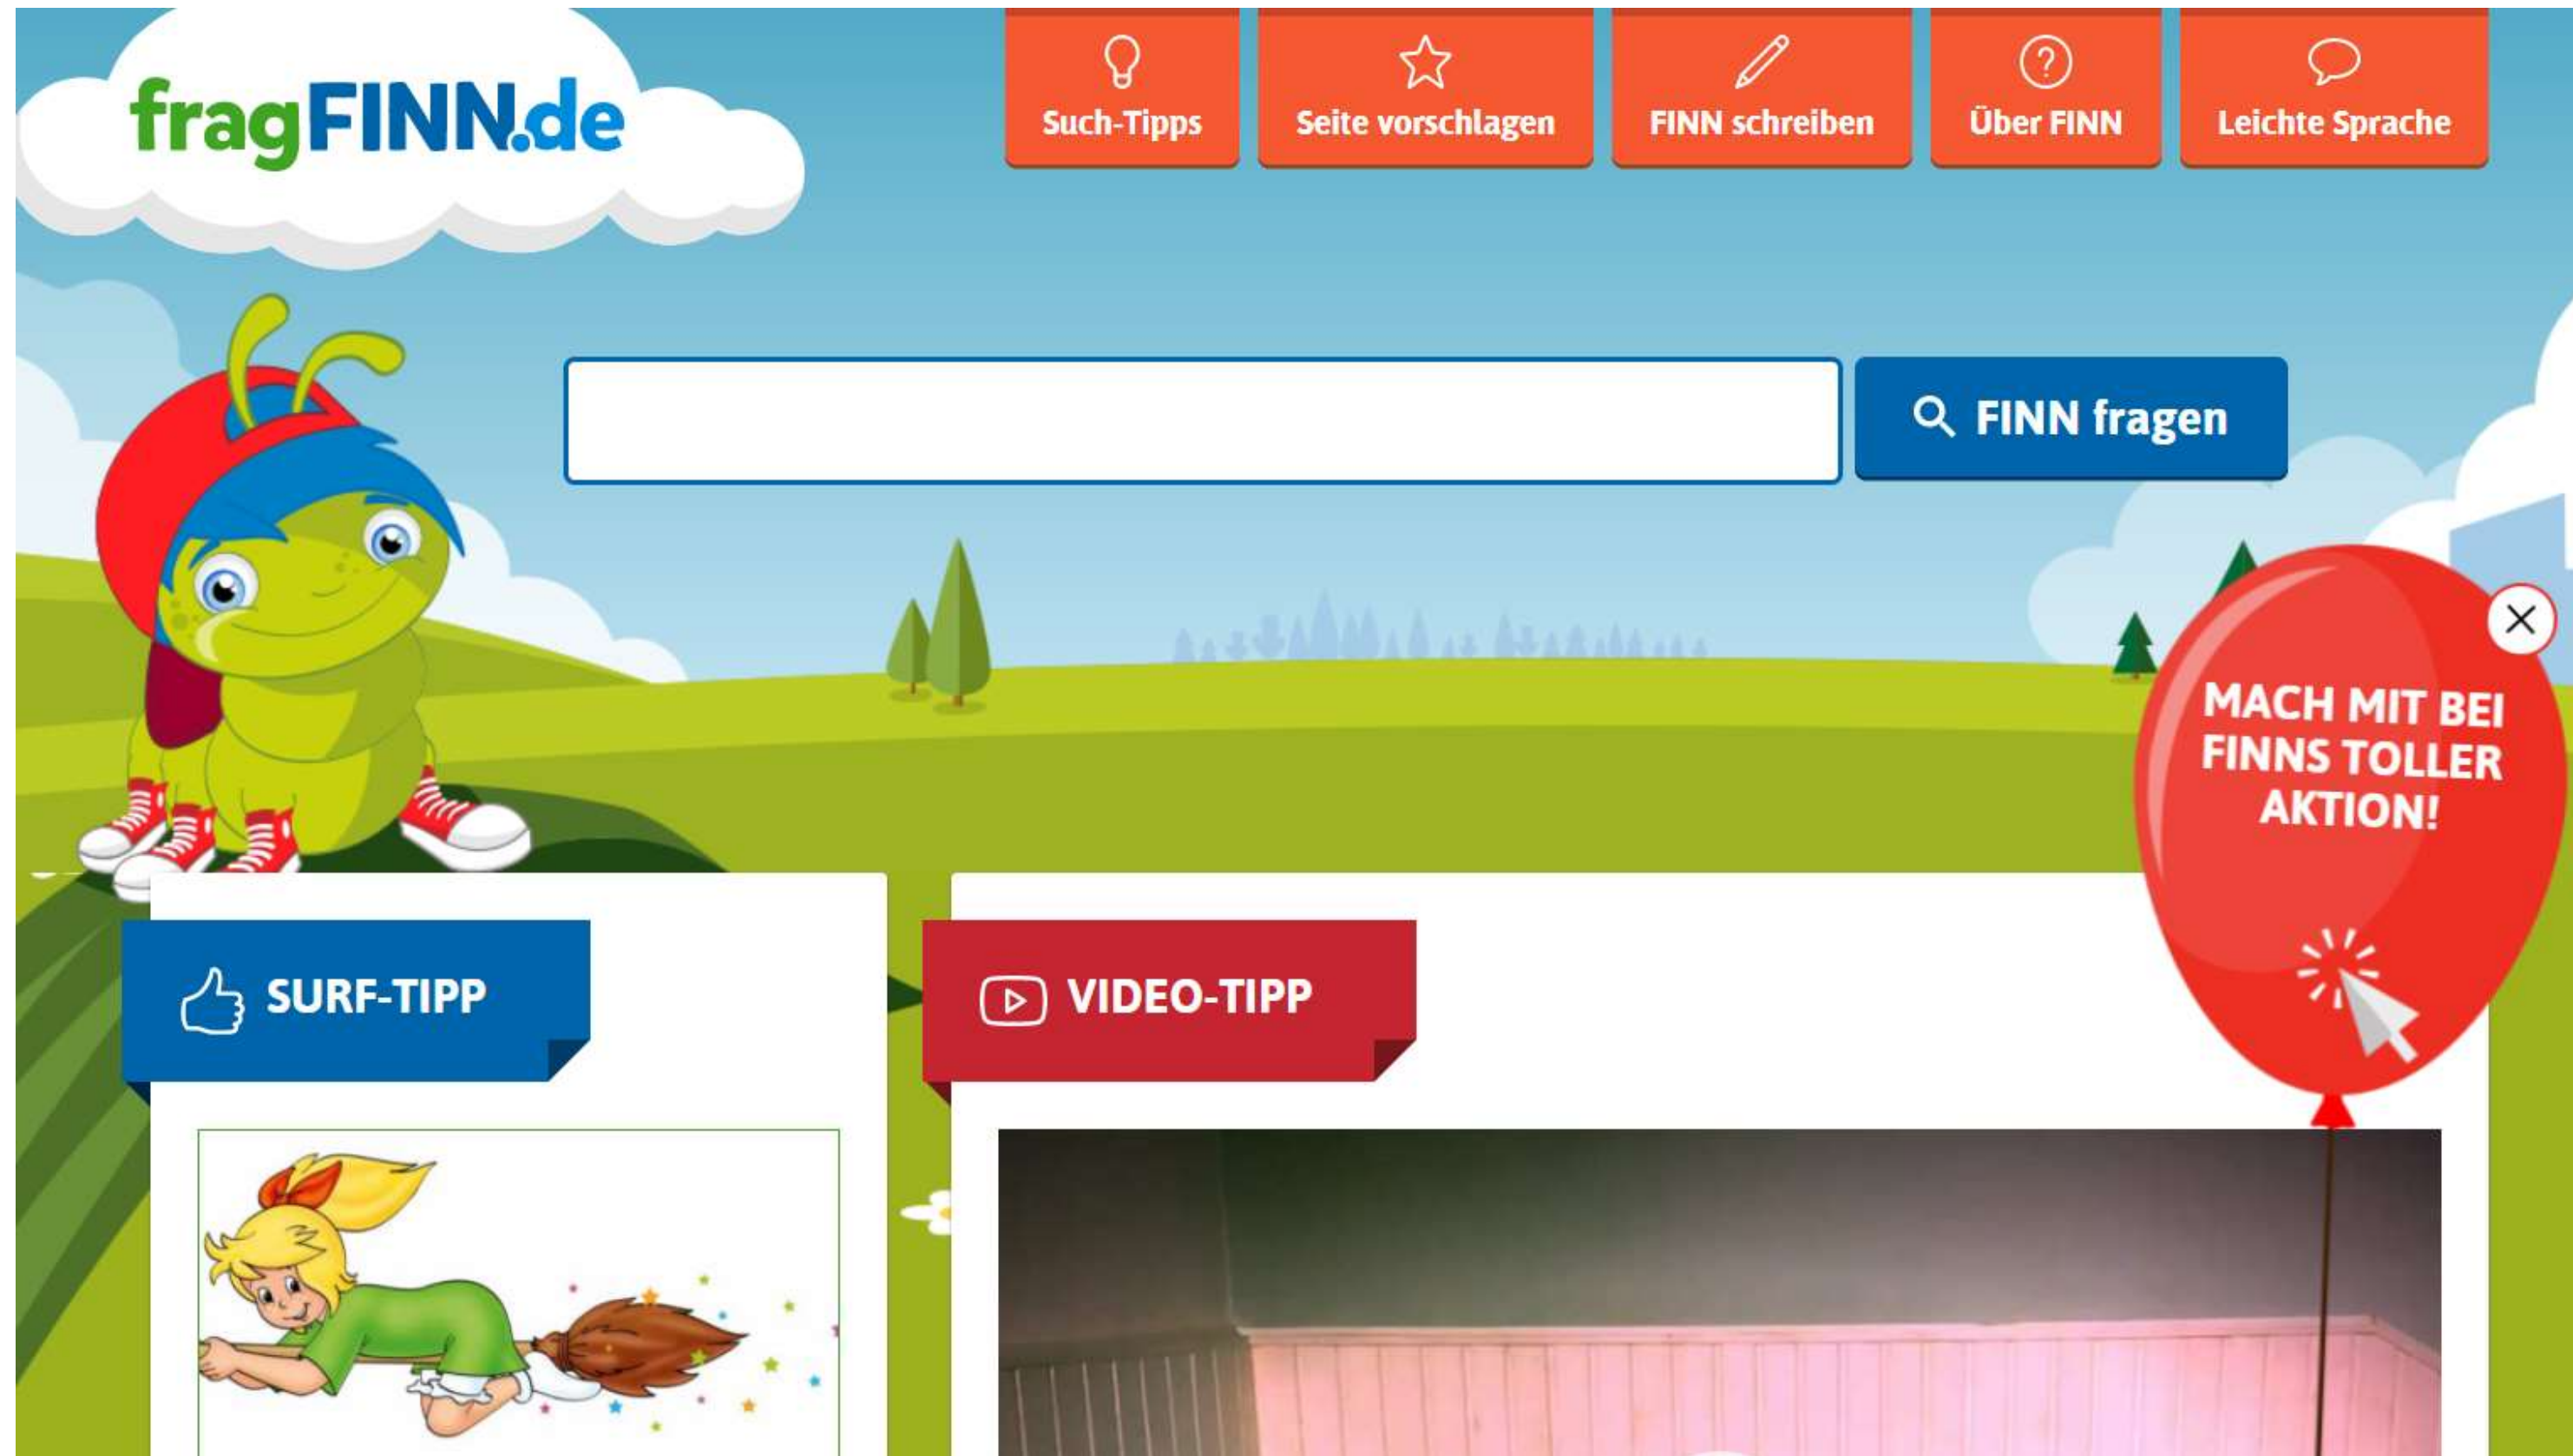 fragFINN.de
Such-Tipps
Seite vorschlagen
FINN schreiben
Über FINN
Leichte Sprache
FINN fragen
MACH MIT BEI
FINNS TOLLER
AKTION!
SURF-TIPP
VIDEO-TIPP